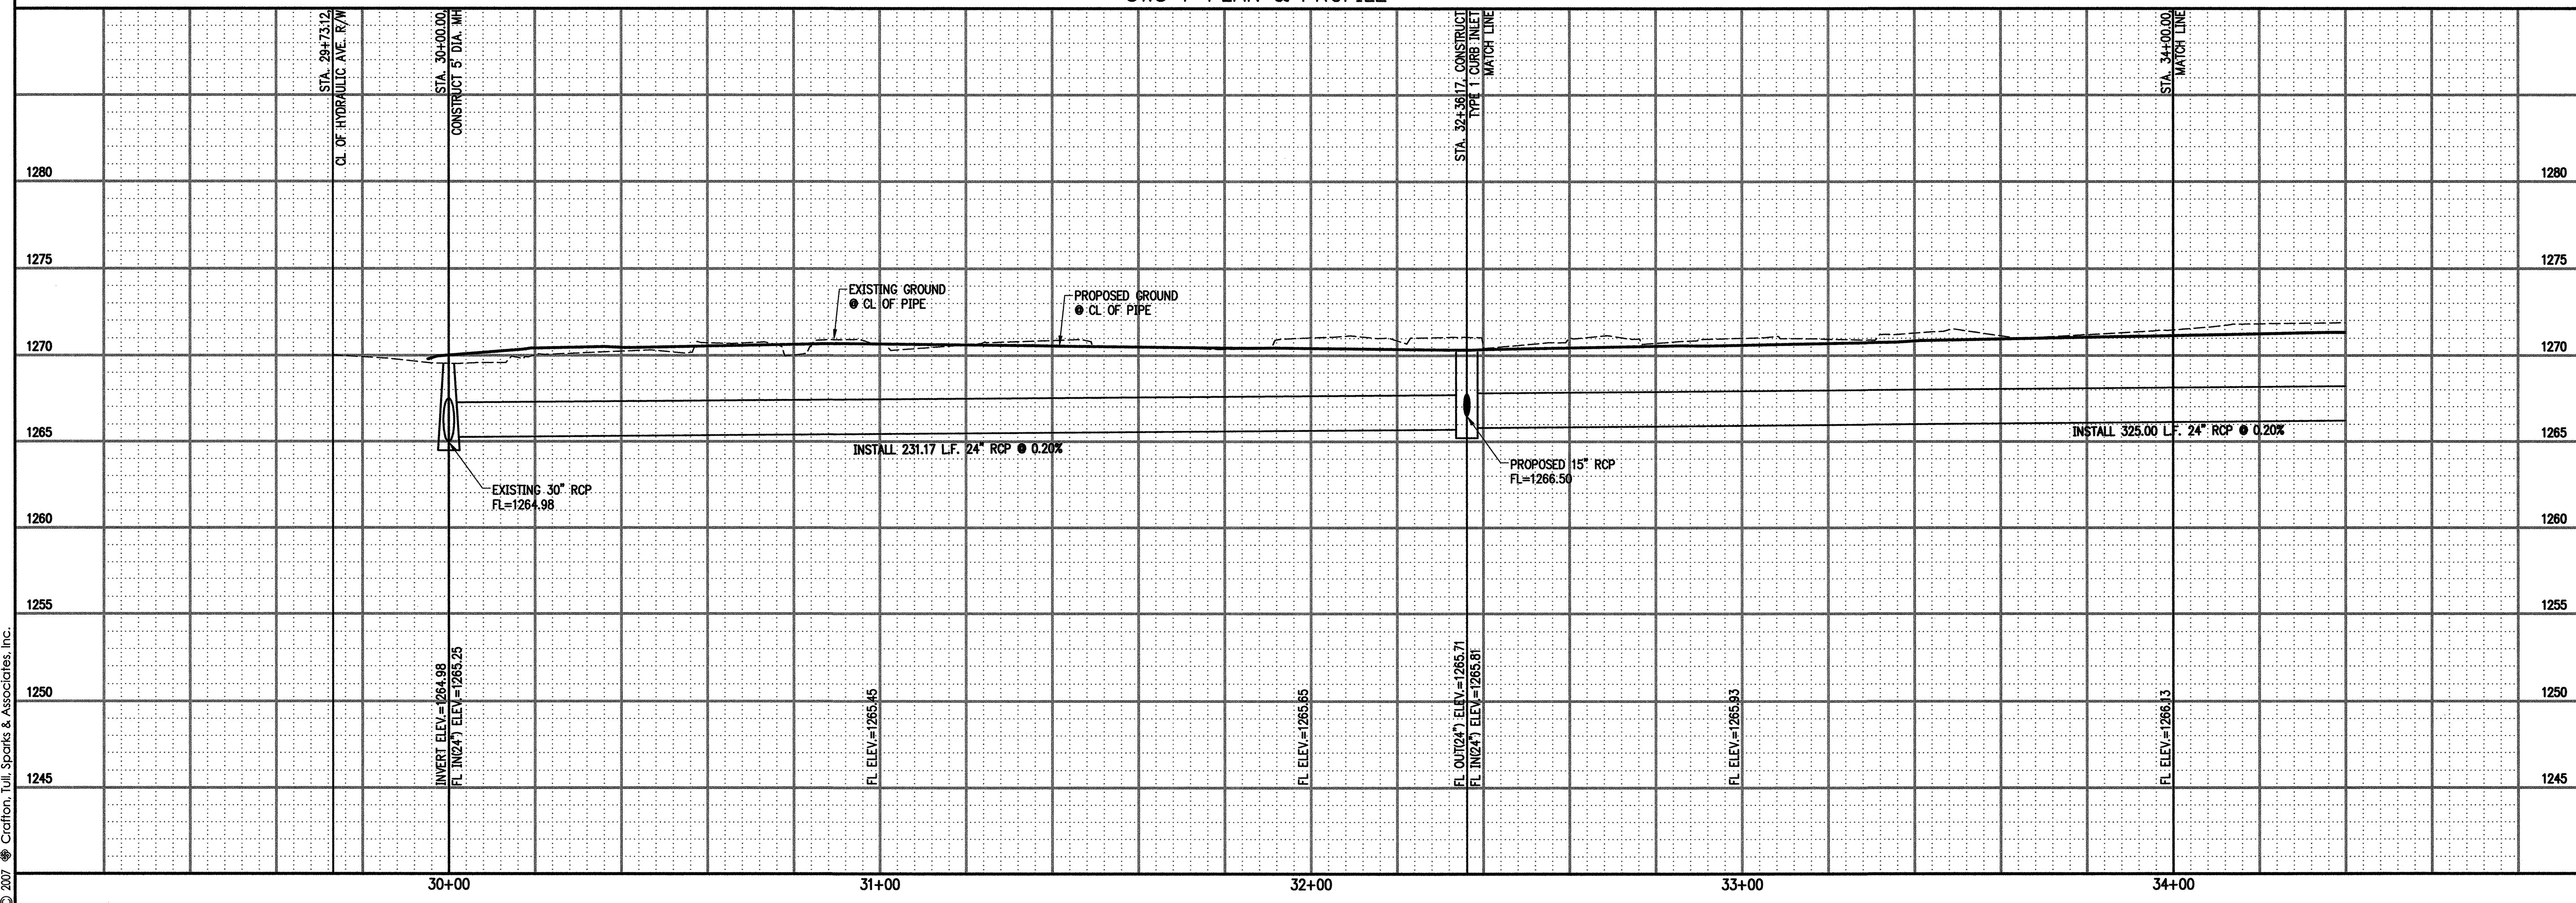 STA. 29+73.12,
CL OF HYDRAULIC AVE. R/W
STA. 30+00.00,
CONSTRUCT 5' DIA. MH
STA. 32+36.17, CONSTRUCT
TYPE 1 CURB INLET
MATCH LINE
STA. 34+00.00,
MATCH LINE
1280
1280
1275
1275
EXISTING GROUND
@ CL OF PIPE
PROPOSED GROUND
@ CL OF PIPE
1270
1270
1265
1265
INSTALL 231.17 L.F. 24" RCP @ 0.20%
INSTALL 325.00 L.F. 24" RCP @ 0.20%
EXISTING 30" RCP
FL=1264.98
PROPOSED 15" RCP
FL=1266.50
1260
1260
1255
1255
1250
1250
1245
1245
INVERT ELEV.=1264.98
FL IN(24") ELEV.=1265.25
FL ELEV.=1265.45
FL ELEV.=1265.65
FL OUT(24") ELEV.=1265.71
FL IN(24") ELEV.=1265.81
FL ELEV.=1265.93
FL ELEV.=1266.13
30+00
31+00
32+00
33+00
34+00
© 2007 Crafton, Tull, Sparks & Associates, Inc.